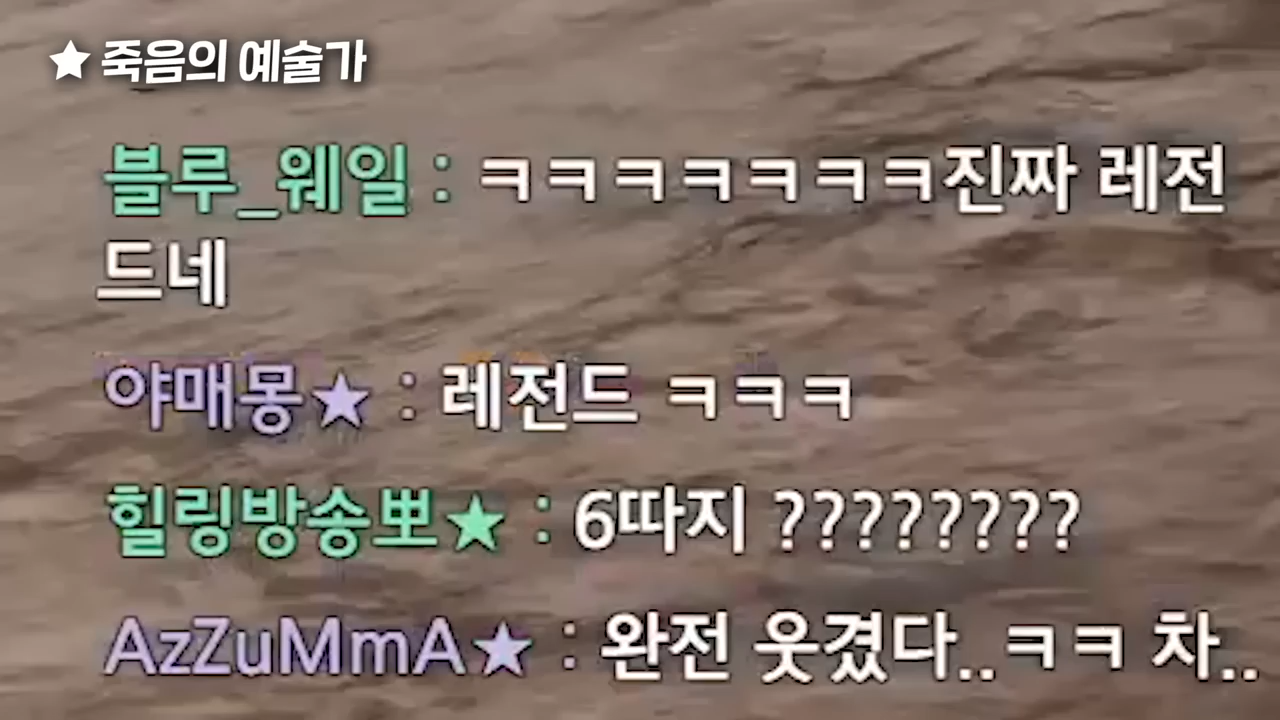 ★ 죽음의 예술가
블루_웨일 : ㅋㅋㅋㅋㅋㅋㅋ진짜 레전
드네
야매몽★ : 레전드 ㅋㅋㅋ
힐링방송뽀★ : 6따지 ????????
AzZuMmA★ : 완전 웃겼다..ㅋㅋ 차..